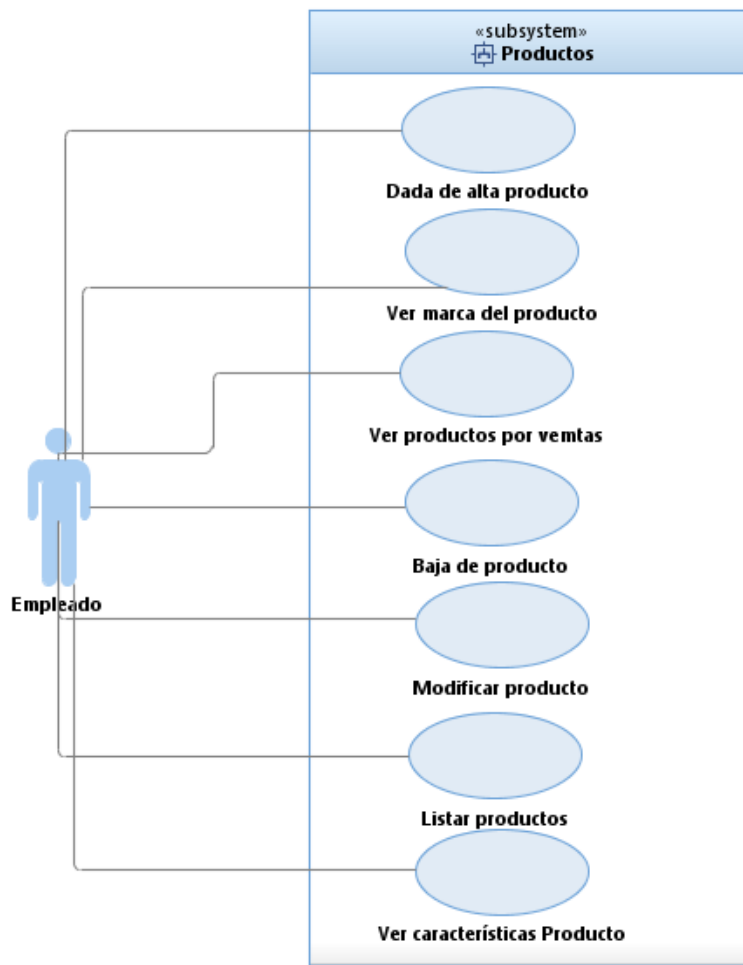 «subsystem»
Productos
Dada de alta producto
Ver marca del producto
Ver productos por vemtas
Baja de producto
Empleado
Modificar producto
Listar productos
Ver características Producto